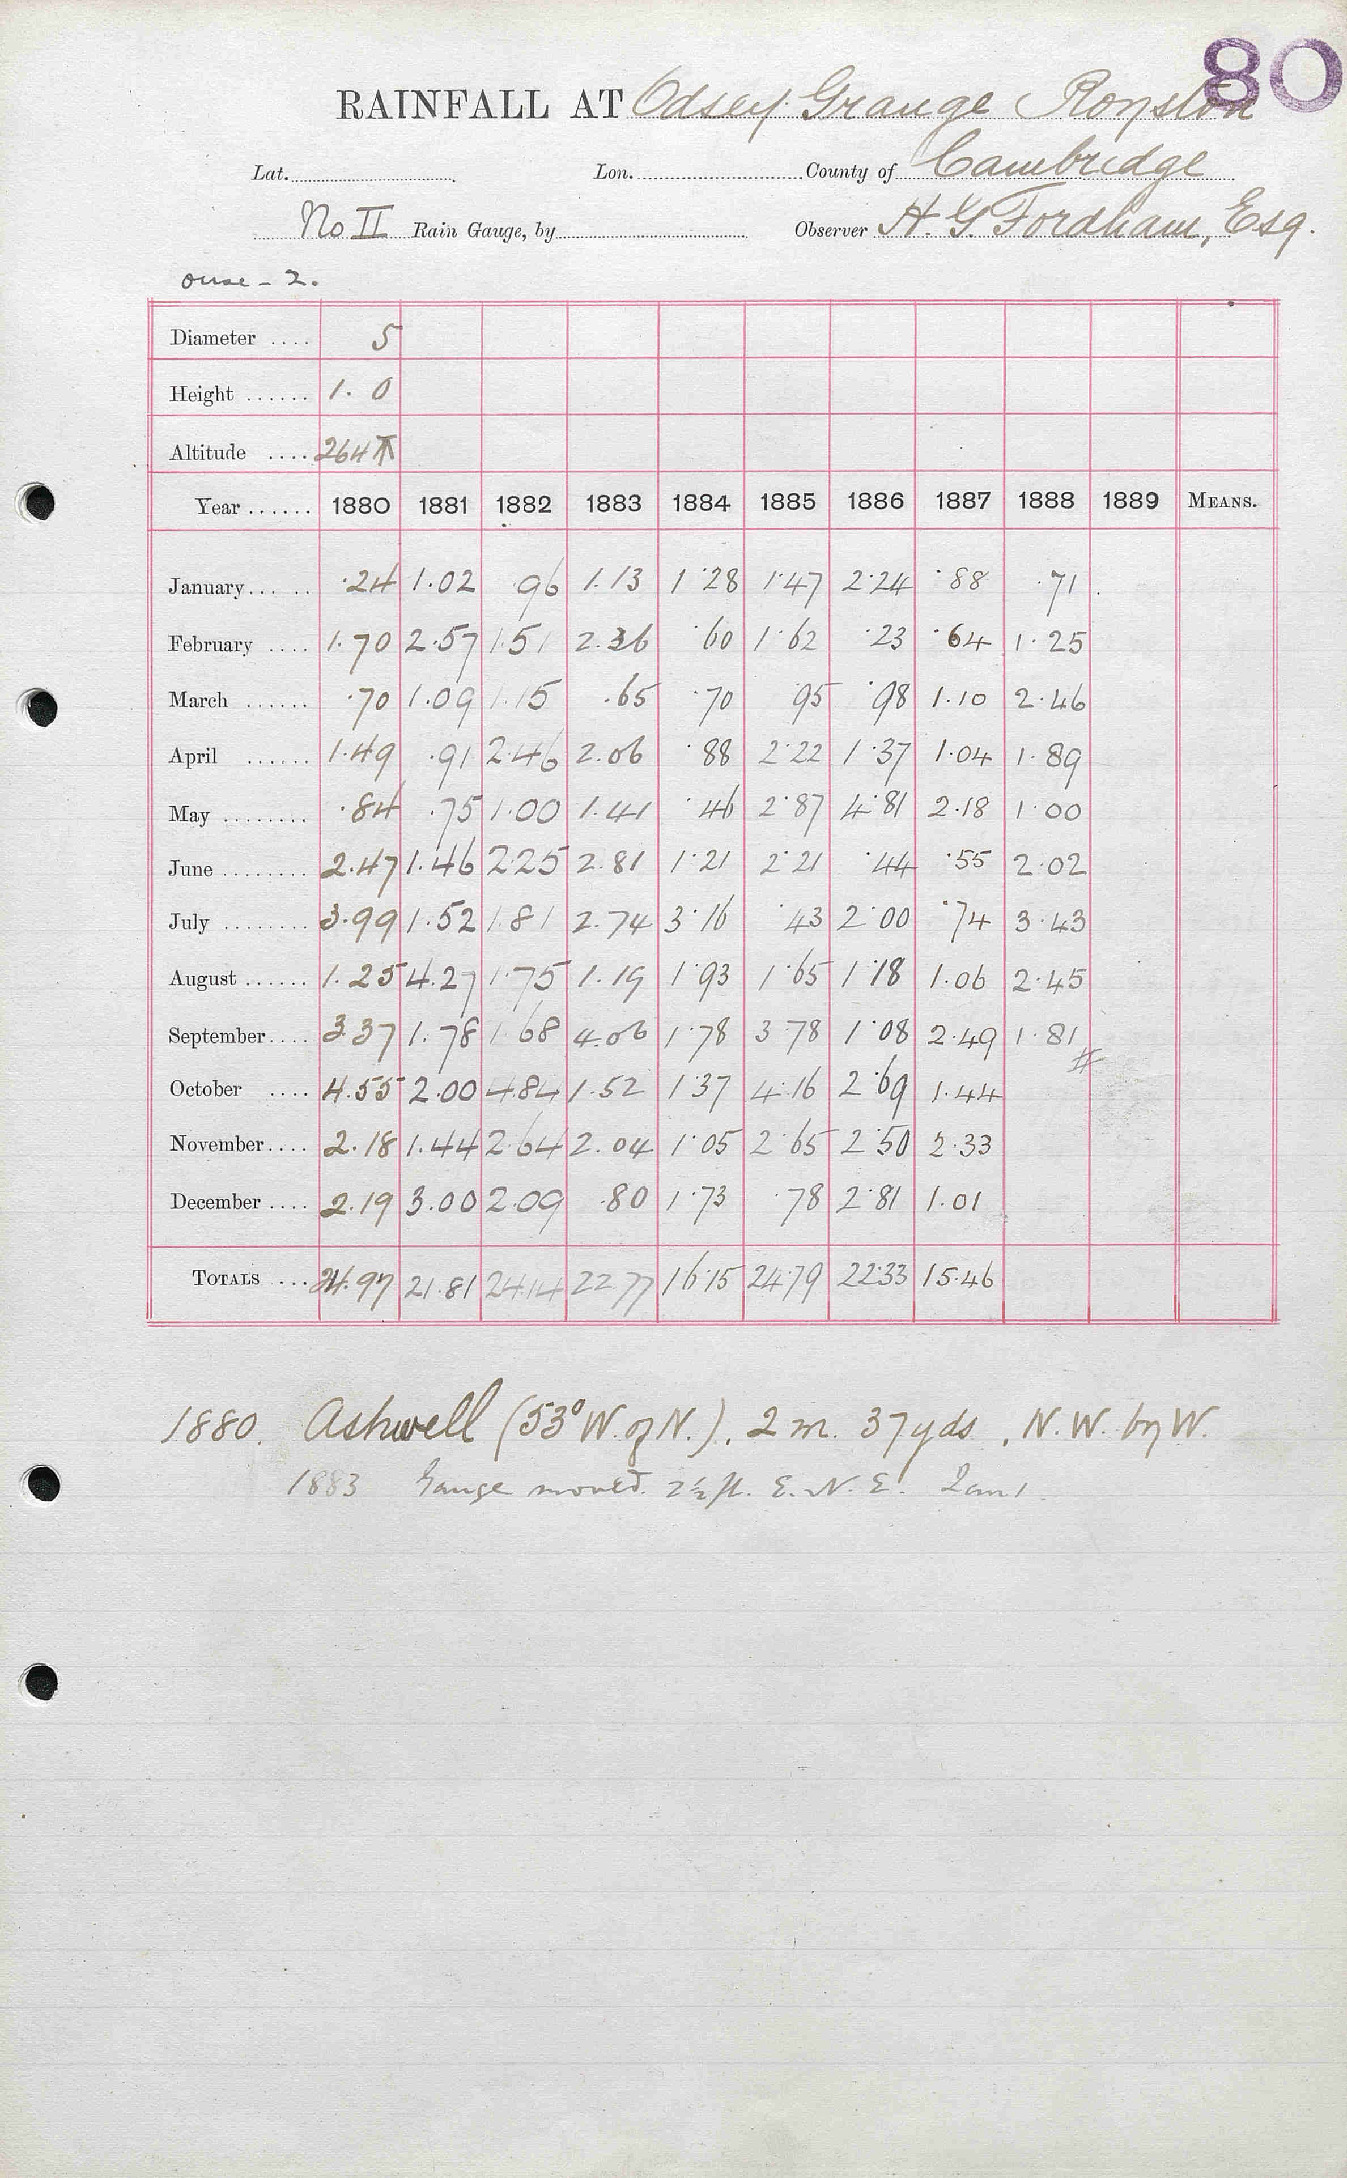 80
RAINFALL AT Odsey Grange Royston
Lat. Lon. County of Cambridge
No II Rain Gauge, by Observer H. G. Fordham, Esq.
Ouse - 2.
Diameter .... 5
Height ...... 1. 0
Altitude .... 264
Year ...... 1880 1881 1882 1883 1884 1885 1886 1887 1888 1889 MEANS.
January...... .24 1.02 .96 1.13 1.28 1.47 2.24 .88 .71
February .... 1.70 2.57 1.51 2.36 .60 1.62 .23 .64 1.25
March ...... .70 1.09 1.15 .65 .70 .95 .98 1.10 2.46
April ...... 1.49 .91 2.46 2.06 .88 2.22 1.37 1.04 1.89
May ........ .84 .75 1.00 1.41 .46 2.87 4.81 2.18 1.00
June ........ 2.47 1.46 2.25 2.81 1.21 2.21 .44 .55 2.02
July ........ 3.99 1.52 1.81 2.74 3.16 .43 2.00 .74 3.43
August ...... 1.25 4.27 1.75 1.19 1.93 1.65 1.18 1.06 2.45
September.... 3.37 1.78 1.68 4.06 1.78 3.78 1.08 2.49 1.81 #
October .... 4.55 2.00 4.84 1.52 1.37 4.16 2.69 1.44
November.... 2.18 1.44 2.64 2.04 1.05 2.65 2.50 2.33
December .... 2.19 3.00 2.09 .80 1.73 .78 2.81 1.01
TOTALS .... 24.97 21.81 24.14 22.77 16.15 24.79 22.33 15.46
1880. Ashwell (53° W. of N.), 2 m. 37 yds, N.W. by W.
1883 Gauge moved 2½ ft. E.N.E. Jan 1